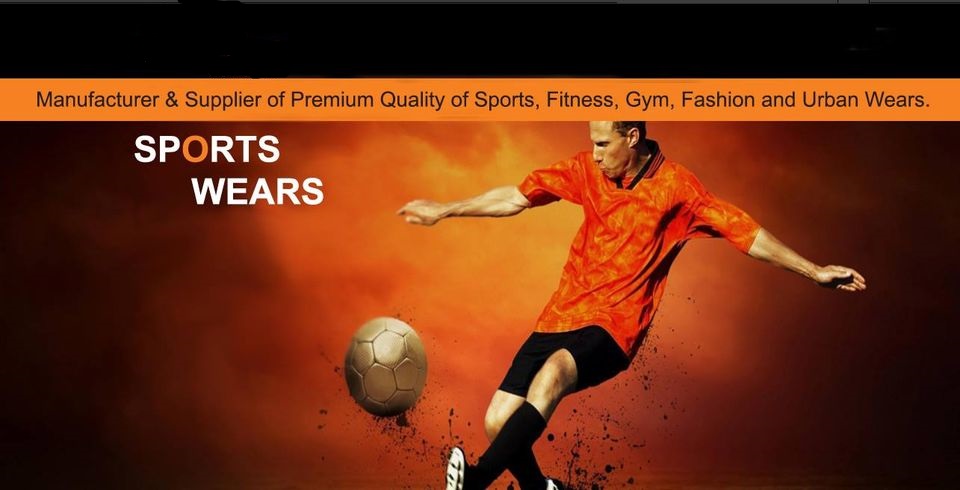 Manufacturer & Supplier of Premium Quality of Sports, Fitness, Gym, Fashion and Urban Wears.
SPORTS
WEARS